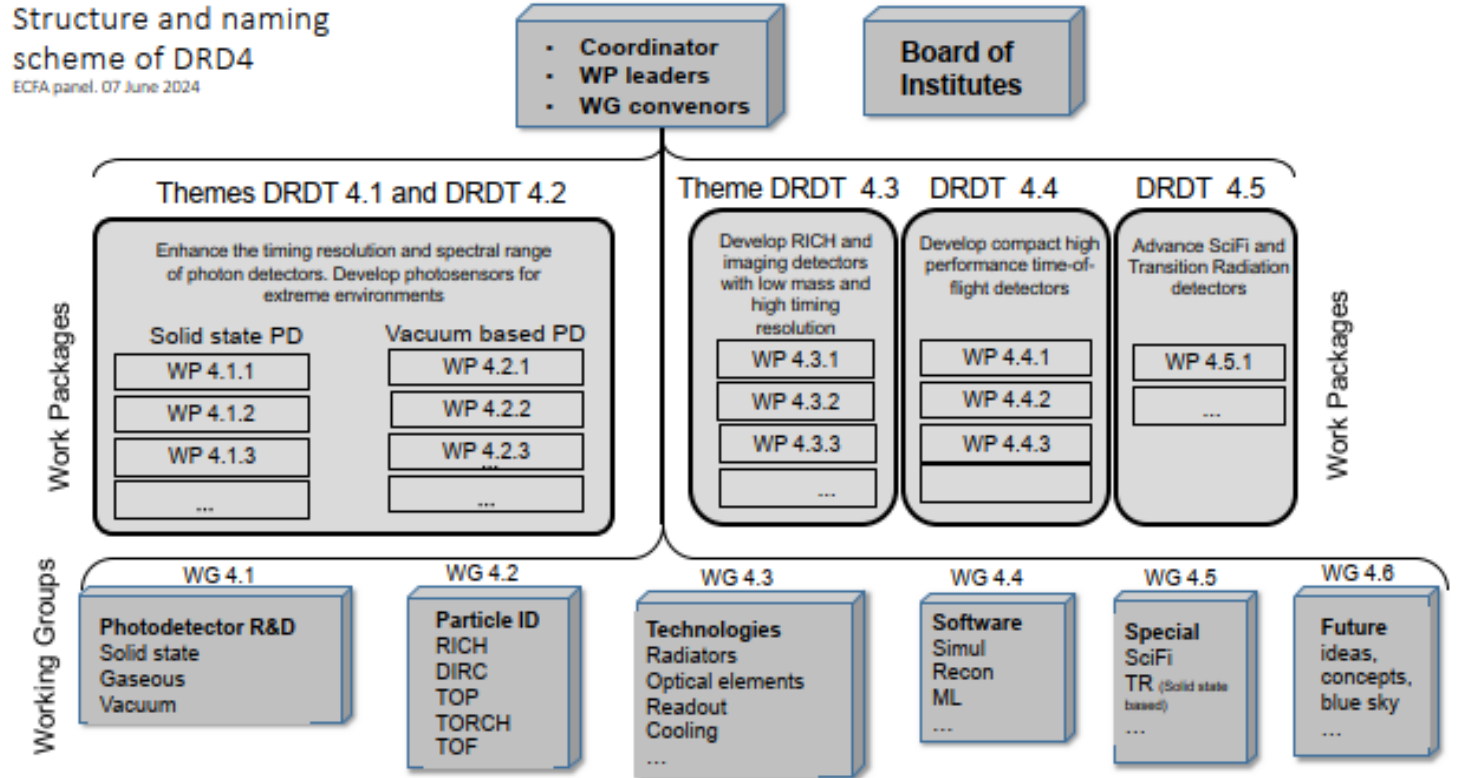 Structure and naming
scheme of DRD4
ECFA panel. 07 June 2024
▪ Coordinator
▪ WP leaders
▪ WG convenors
Board of
Institutes
Themes DRDT 4.1 and DRDT 4.2
Theme DRDT 4.3
DRDT 4.4
DRDT 4.5
Work Packages
Enhance the timing resolution and spectral range
of photon detectors. Develop photosensors for
extreme environments
Solid state PD
WP 4.1.1
WP 4.1.2
WP 4.1.3
...
Vacuum based PD
WP 4.2.1
WP 4.2.2
WP 4.2.3
...
...
Develop RICH and
imaging detectors
with low mass and
high timing
resolution
WP 4.3.1
WP 4.3.2
WP 4.3.3
...
Develop compact high
performance time-of-
flight detectors
WP 4.4.1
WP 4.4.2
WP 4.4.3
Advance SciFi and
Transition Radiation
detectors
WP 4.5.1
...
Work Packages
Working Groups
WG 4.1
Photodetector R&D
Solid state
Gaseous
Vacuum
WG 4.2
Particle ID
RICH
DIRC
TOP
TORCH
TOF
WG 4.3
Technologies
Radiators
Optical elements
Readout
Cooling
...
WG 4.4
Software
Simul
Recon
ML
...
WG 4.5
Special
SciFi
TR (Solid state
based)
...
WG 4.6
Future
ideas,
concepts,
blue sky
...